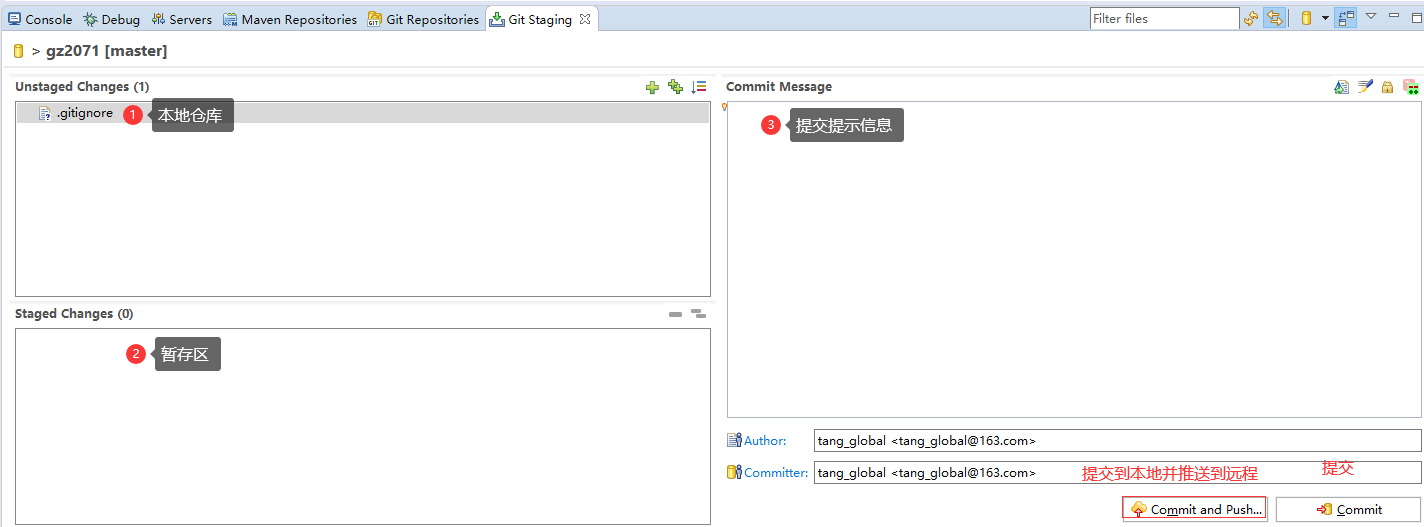 Console Debug Servers Maven Repositories Git Repositories Git Staging Filter files
> gz2071 [master]
Unstaged Changes (1)
.gitignore 1 本地仓库
Staged Changes (0)
2 暂存区
Commit Message
3 提交提示信息
Author: tang_global <tang_global@163.com>
Committer: tang_global <tang_global@163.com> 提交到本地并推送到远程 提交
Commit and Push... Commit